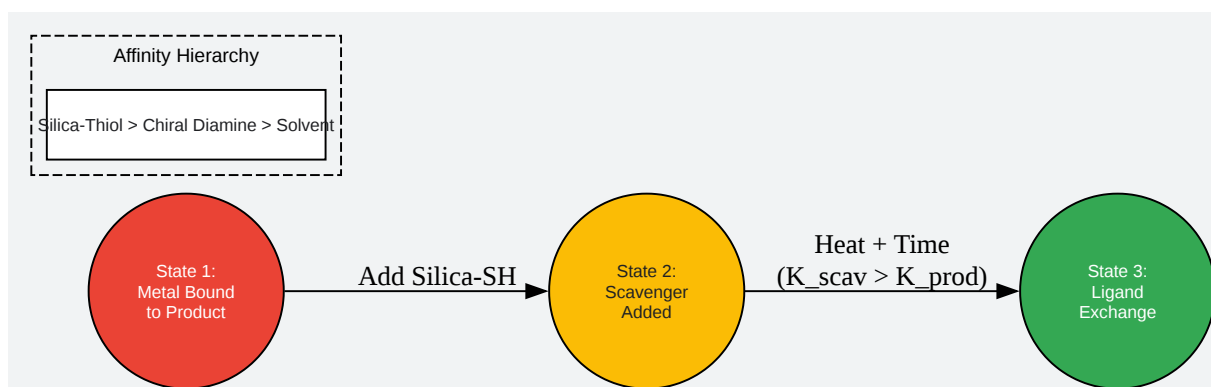 Affinity Hierarchy
Silica-Thiol > Chiral Diamine > Solvent
State 1:
Metal Bound
to Product
Add Silica-SH
State 2:
Scavenger
Added
Heat + Time
(K_scav > K_prod)
State 3:
Ligand
Exchange